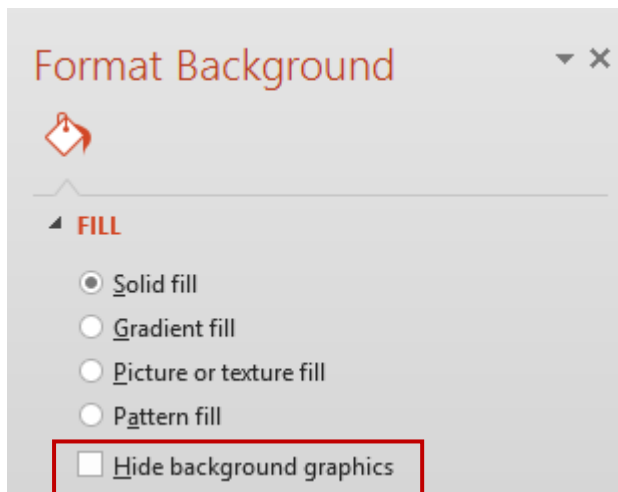 Format Background
FILL
Solid fill
Gradient fill
Picture or texture fill
Pattern fill
Hide background graphics